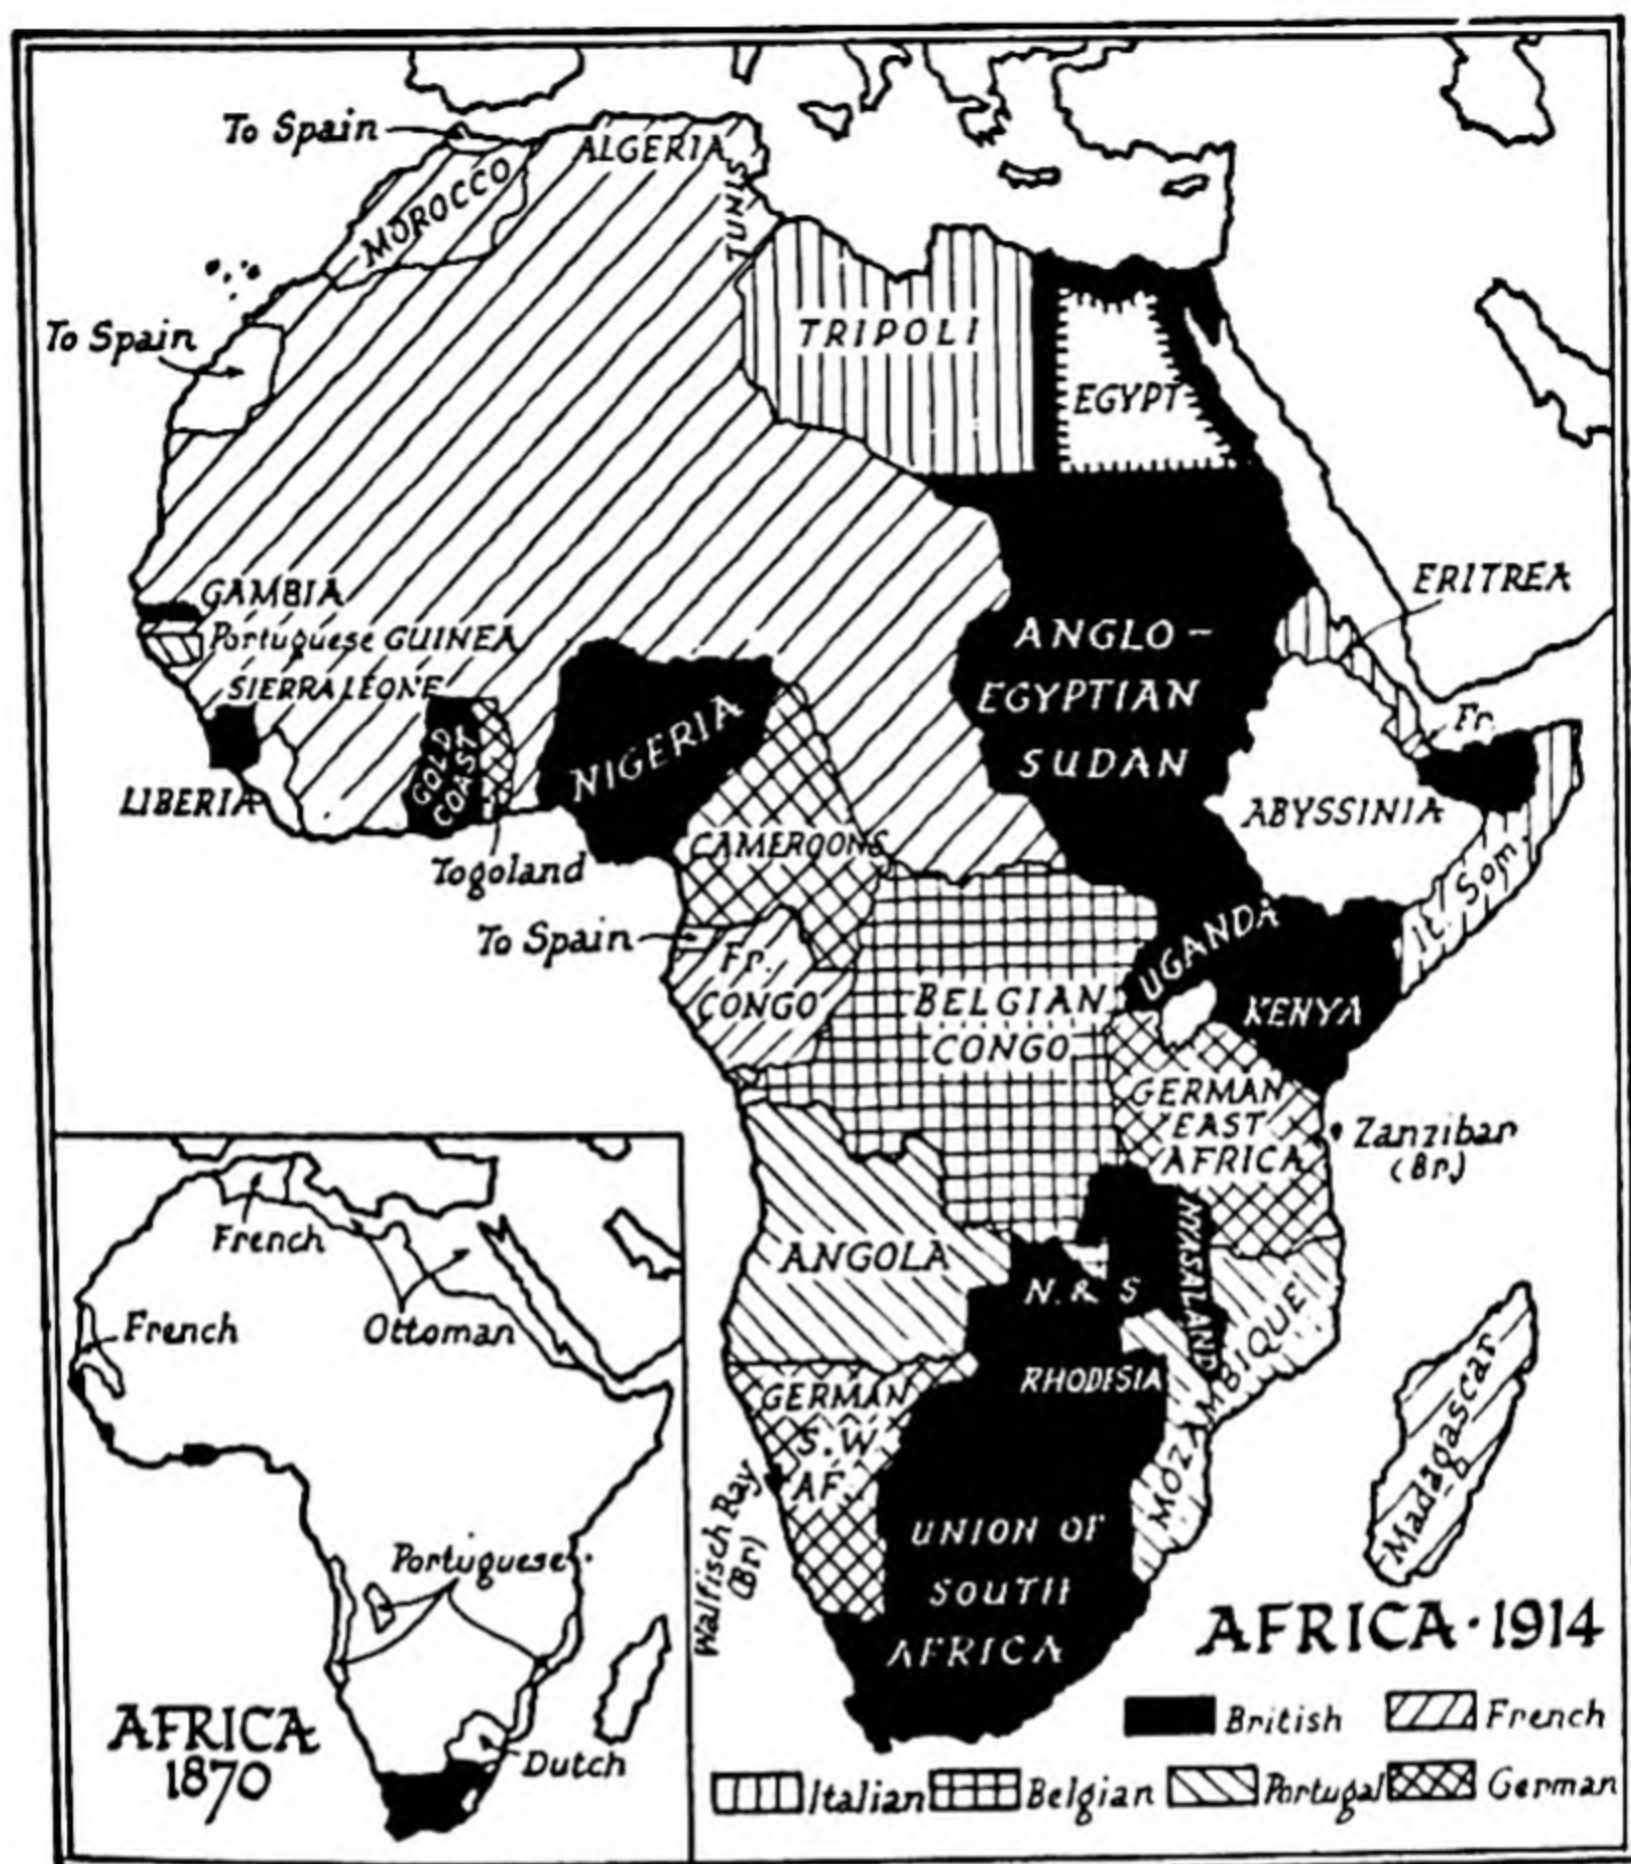 To Spain
ALGERIA
MOROCCO
TUNIS
To Spain
TRIPOLI
EGYPT
ERITREA
GAMBIA
Portuguese GUINEA
SIERRA LEONE
ANGLO-
EGYPTIAN
SUDAN
Fr.
GOLD
COAST
NIGERIA
LIBERIA
ABYSSINIA
Togoland
CAMEROONS
It. Som.
To Spain
UGANDA
Fr.
CONGO
BELGIAN
CONGO
KENYA
GERMAN
EAST
AFRICA
Zanzibar
(Br.)
ANGOLA
N. & S
NYASALAND
RHODESIA
MOZAMBIQUE
Madagascar
GERMAN
S.W
AF.
Walfisch Bay
(Br)
UNION OF
SOUTH
AFRICA
French
French
Ottoman
Portuguese
Dutch
AFRICA
1870
AFRICA·1914
British
French
Italian
Belgian
Portugal
German